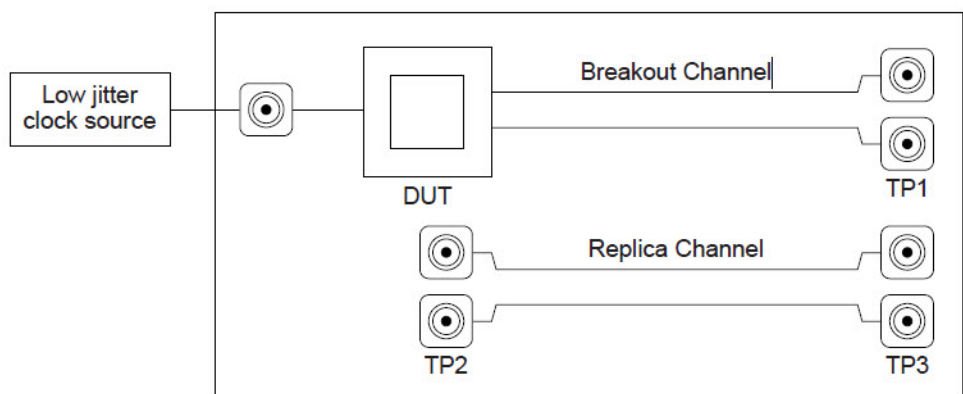 Low jitter
clock source
Breakout Channel
DUT
TP1
Replica Channel
TP2
TP3